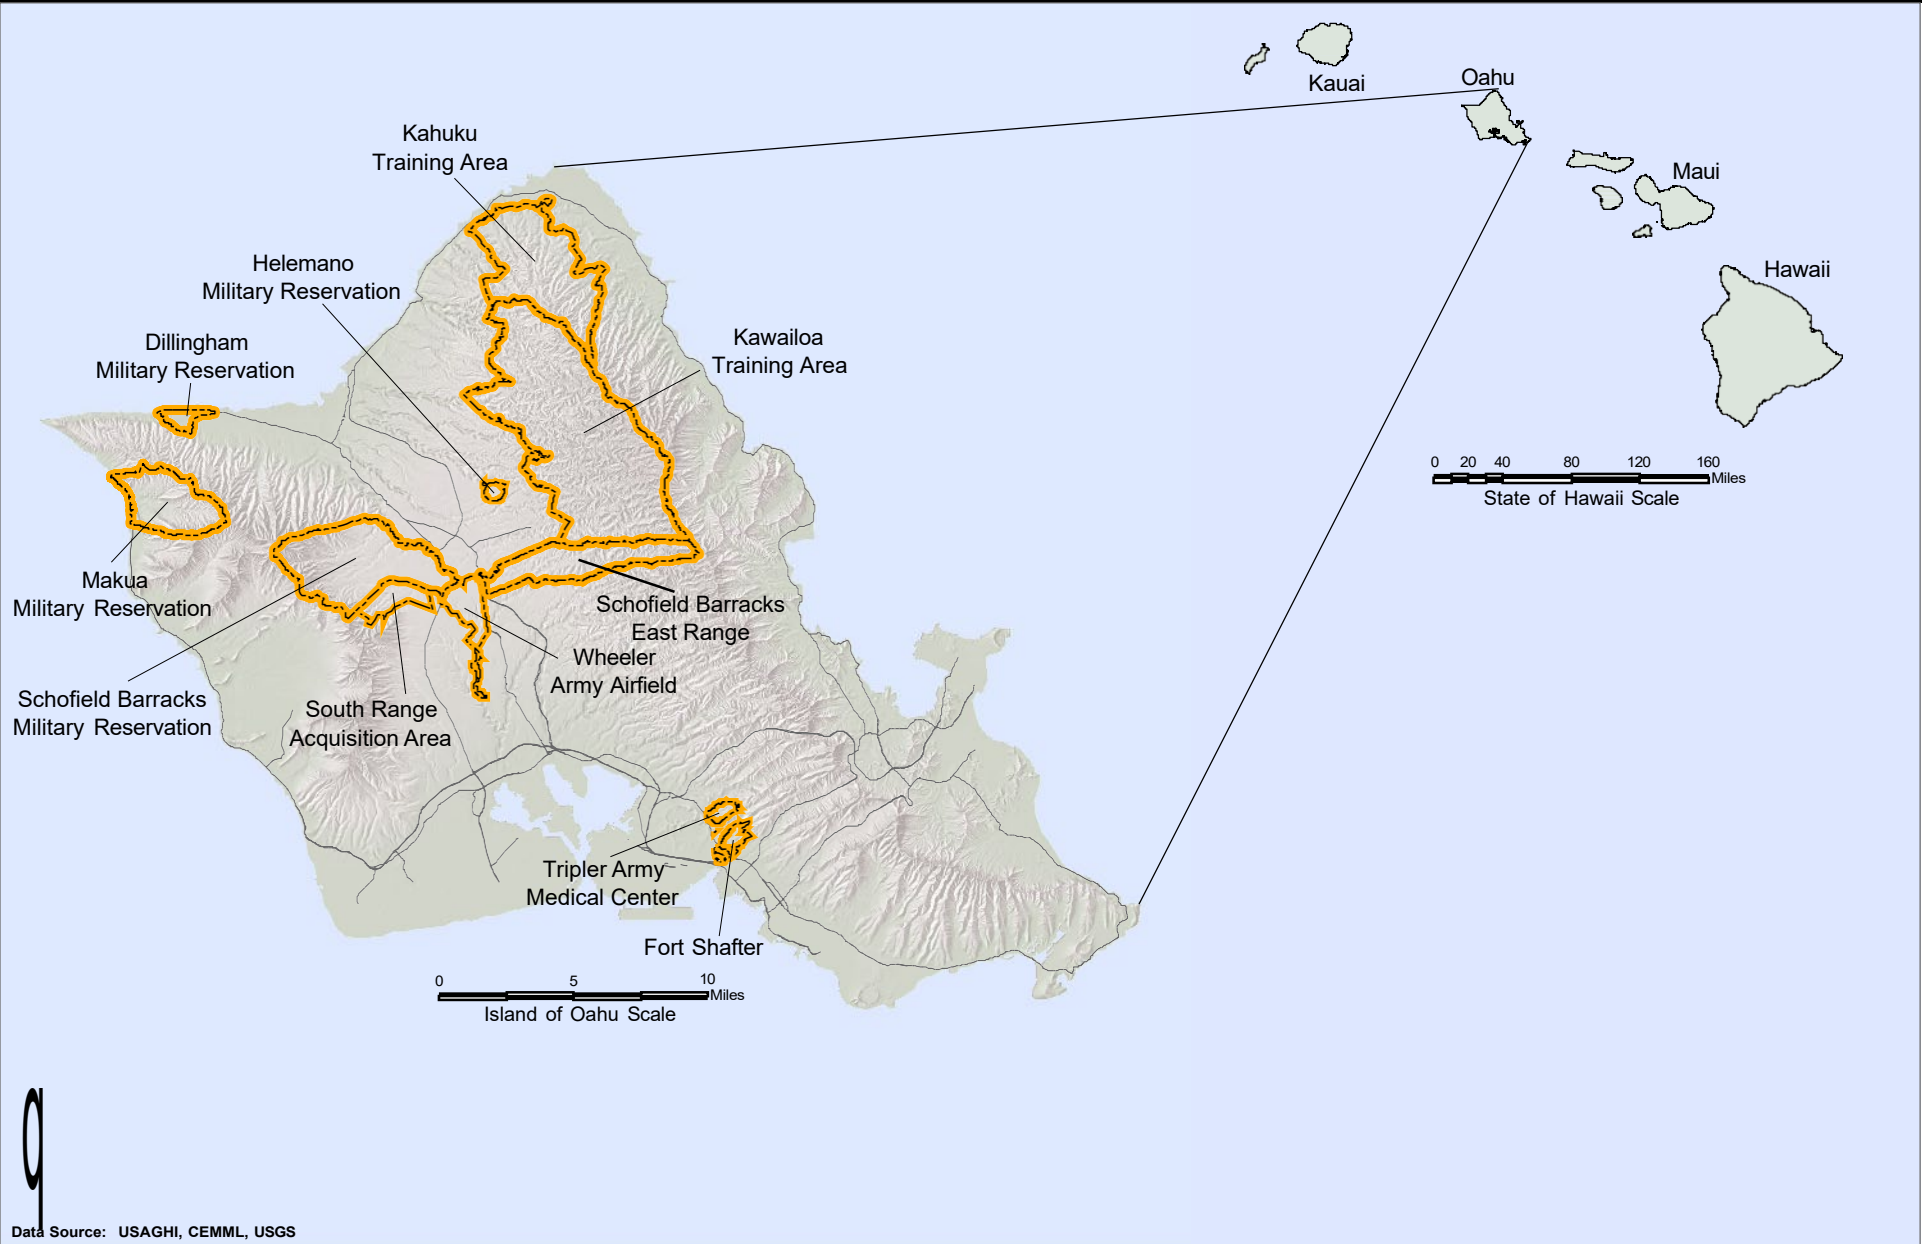 Kauai
Oahu
Maui
Hawaii
Kahuku
Training Area
Helemano
Military Reservation
Dillingham
Military Reservation
Kawailoa
Training Area
0 20 40 80 120 160
Miles
State of Hawaii Scale
Makua
Military Reservation
Schofield Barracks
East Range
Wheeler
Army Airfield
Schofield Barracks
Military Reservation
South Range
Acquisition Area
Tripler Army
Medical Center
Fort Shafter
0 5 10
Miles
Island of Oahu Scale
q
Data Source: USAGHI, CEMML, USGS